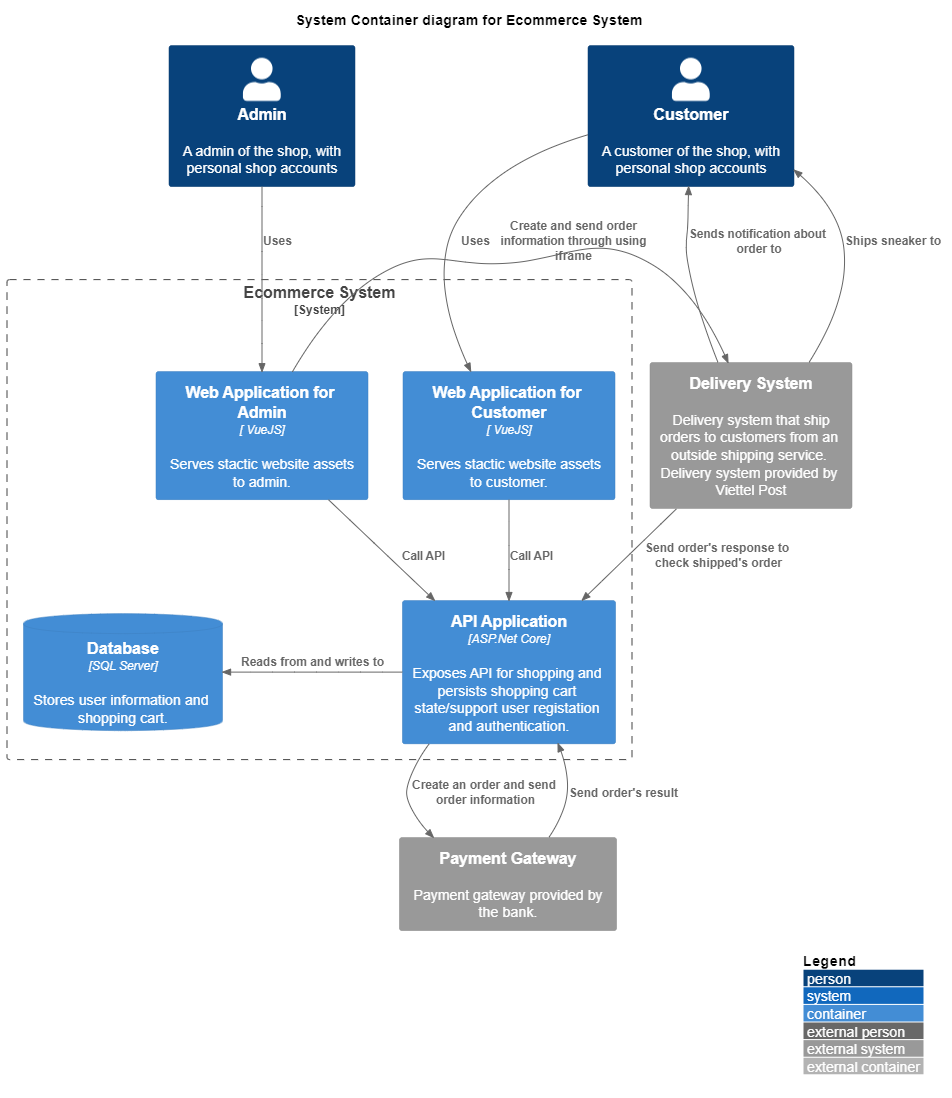 System Container diagram for Ecommerce System
Admin
A admin of the shop, with
personal shop accounts
Customer
A customer of the shop, with
personal shop accounts
Uses
Uses
Create and send order
information through using
iframe
Sends notification about
order to
Ships sneaker to
Ecommerce System
[System]
Web Application for
Admin
[ VueJS]
Serves stactic website assets
to admin.
Web Application for
Customer
[ VueJS]
Serves stactic website assets
to customer.
Delivery System
Delivery system that ship
orders to customers from an
outside shipping service.
Delivery system provided by
Viettel Post
Call API
Call API
Send order's response to
check shipped's order
Database
[SQL Server]
Stores user information and
shopping cart.
Reads from and writes to
API Application
[ASP.Net Core]
Exposes API for shopping and
persists shopping cart
state/support user registation
and authentication.
Create an order and send
order information
Send order's result
Payment Gateway
Payment gateway provided by
the bank.
Legend
person
system
container
external person
external system
external container